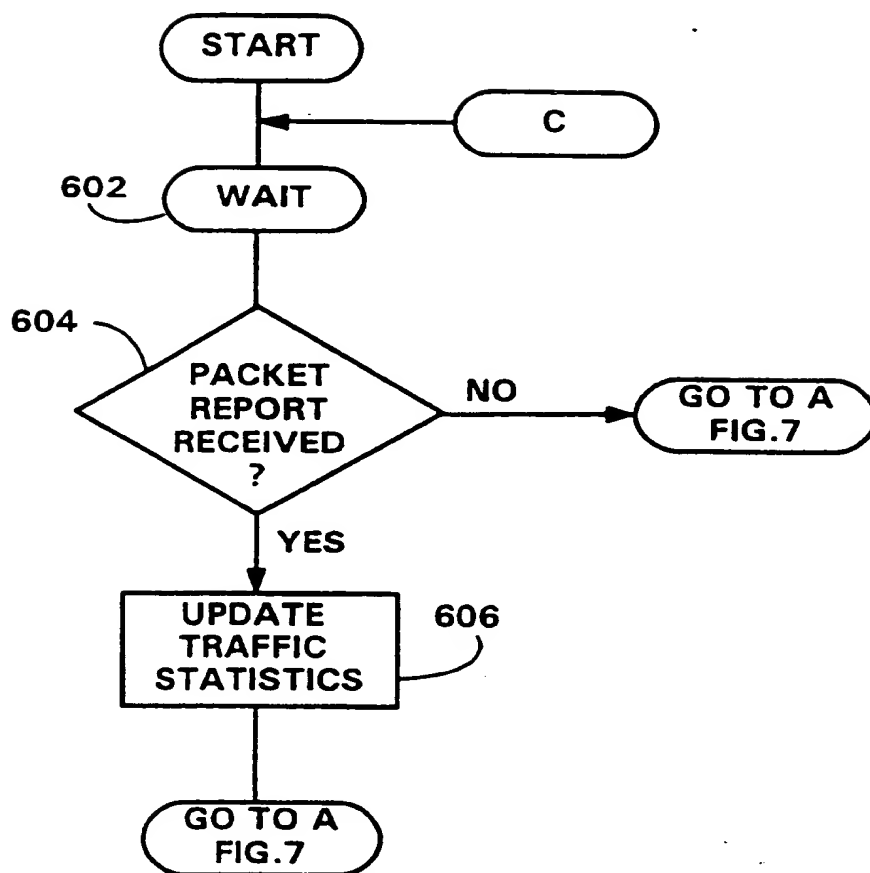 START
C
602
WAIT
604
PACKET
REPORT
RECEIVED
?
NO
GO TO A
FIG.7
YES
UPDATE
TRAFFIC
STATISTICS
606
GO TO A
FIG.7